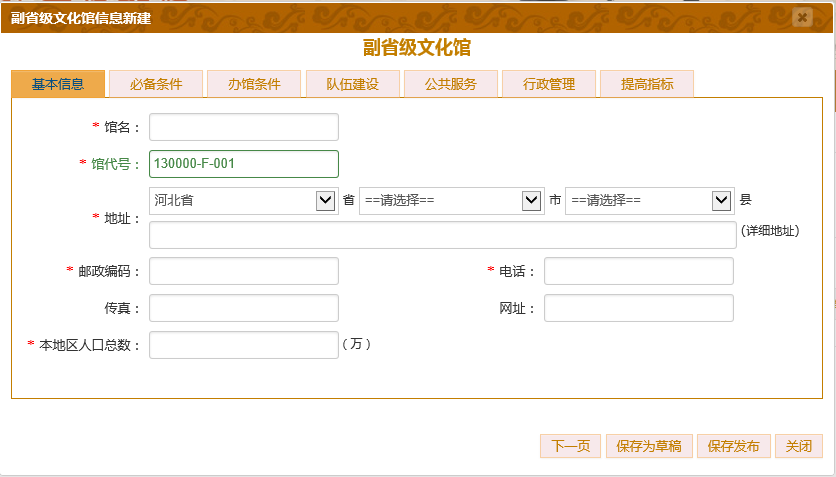 副省级文化馆信息新建
副省级文化馆
基本信息 必备条件 办馆条件 队伍建设 公共服务 行政管理 提高指标
* 馆名：
* 馆代号： 130000-F-001
* 地址： 河北省 省 ==请选择== 市 ==请选择== 县
(详细地址)
* 邮政编码： * 电话：
传真： 网址：
* 本地区人口总数： (万)
下一页 保存为草稿 保存发布 关闭